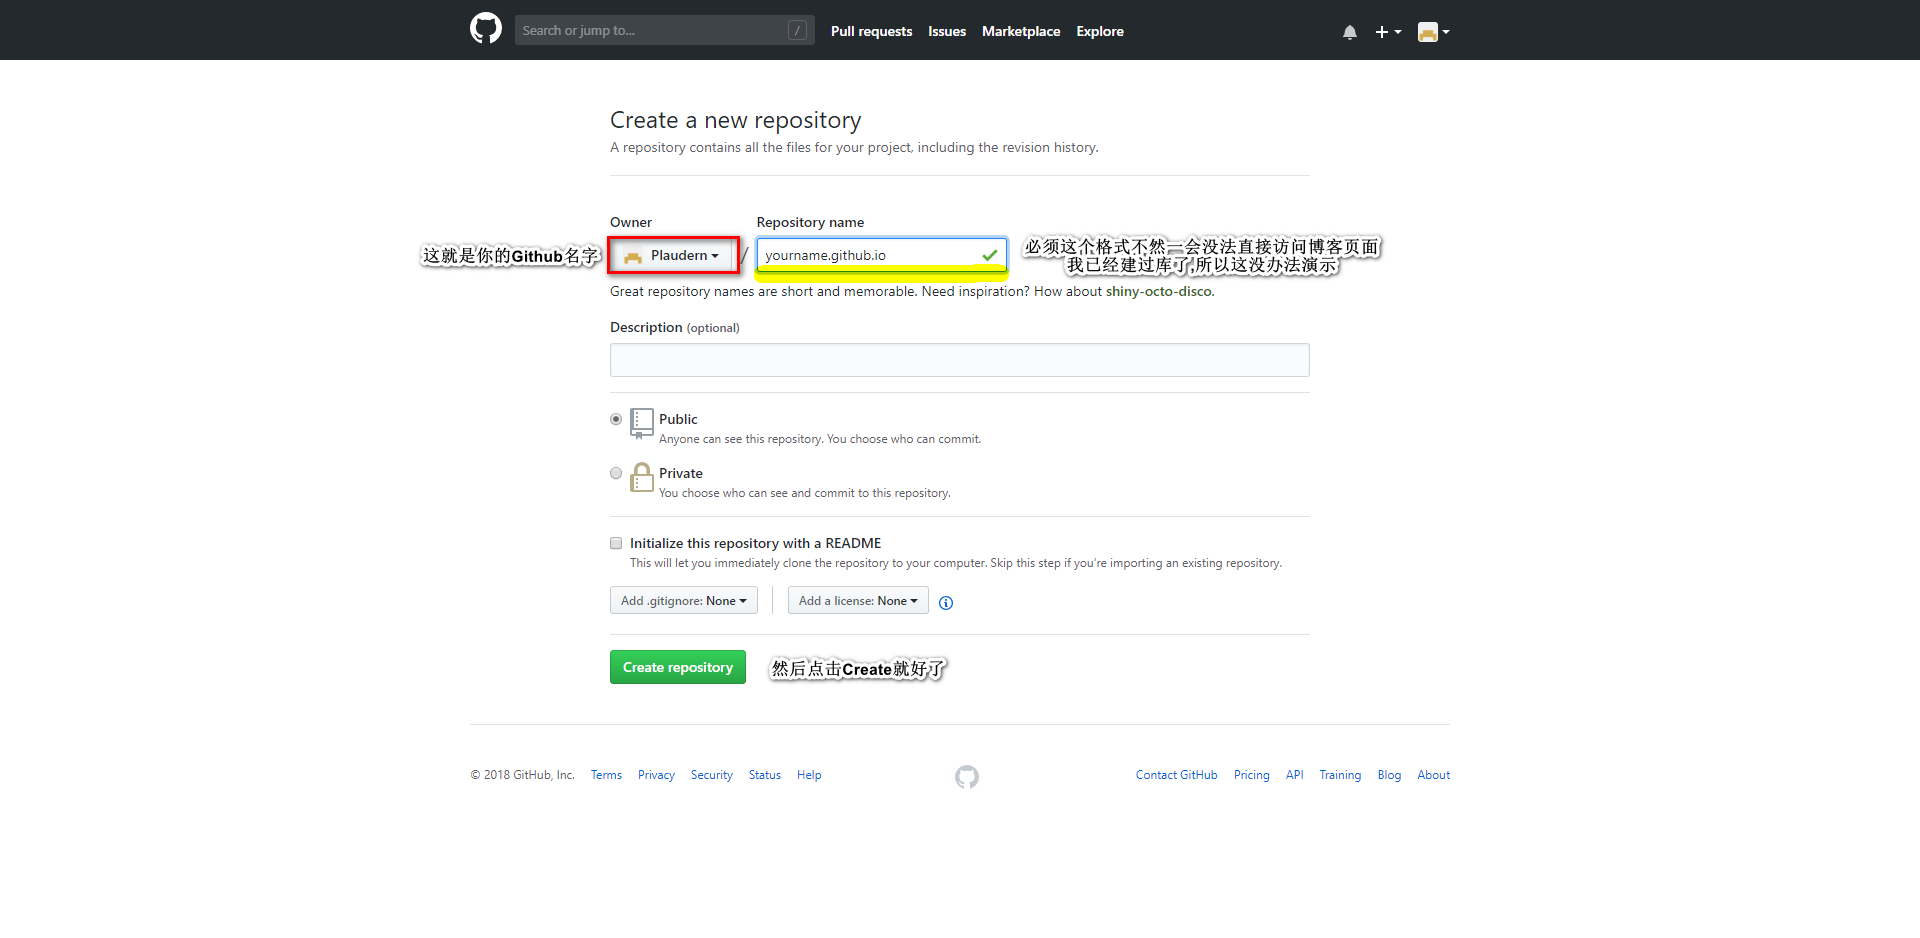 Search or jump to...
/
Pull requests
Issues
Marketplace
Explore
Create a new repository
A repository contains all the files for your project, including the revision history.
Owner
Repository name
这就是你的Github名字
Plaudern
/
yourname.github.io
必须这个格式不然一会没法直接访问博客页面
我已经建过库了,所以这没办法演示
Great repository names are short and memorable. Need inspiration? How about shiny-octo-disco.
Description (optional)
Public
Anyone can see this repository. You choose who can commit.
Private
You choose who can see and commit to this repository.
Initialize this repository with a README
This will let you immediately clone the repository to your computer. Skip this step if you’re importing an existing repository.
Add .gitignore: None
Add a license: None
Create repository
然后点击Create就好了
© 2018 GitHub, Inc.
Terms
Privacy
Security
Status
Help
Contact GitHub
Pricing
API
Training
Blog
About